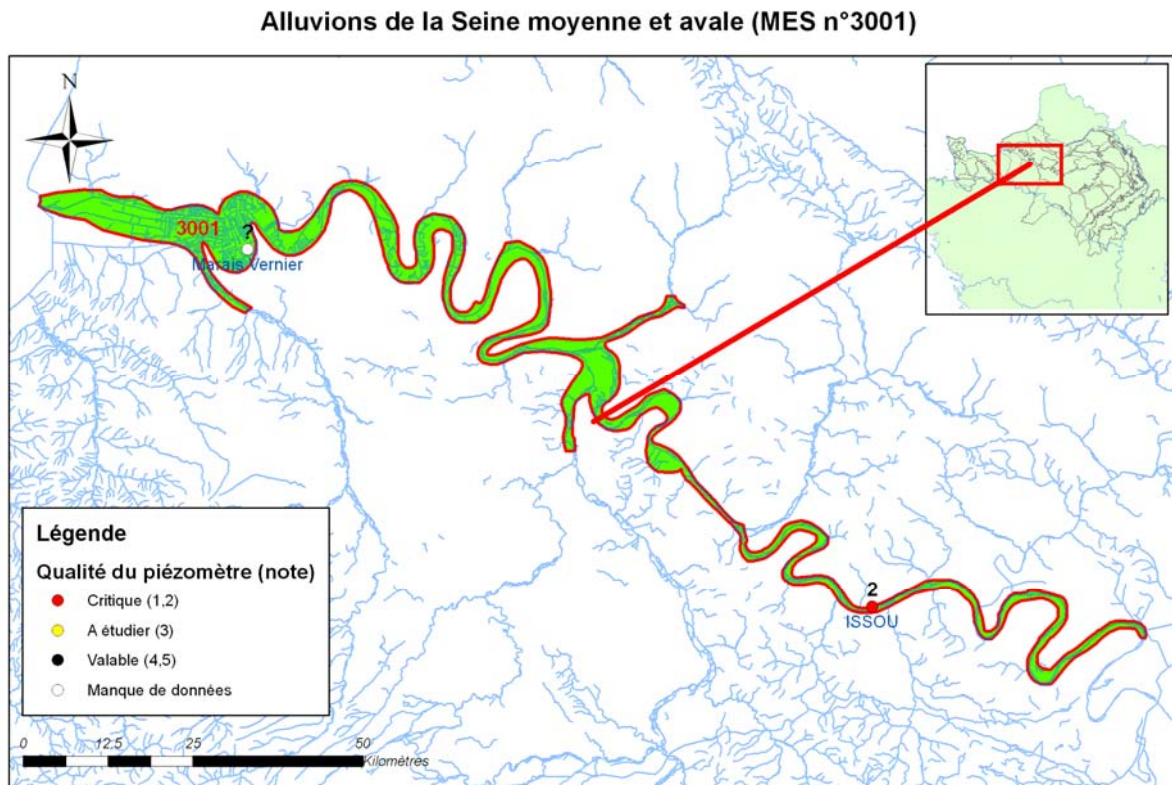 Alluvions de la Seine moyenne et avale (MES n°3001)
N
3001
?
Marais Vernier
2
ISSOU
Légende
Qualité du piézomètre (note)
Critique (1,2)
A étudier (3)
Valable (4,5)
Manque de données
0 12,5 25 50
Kilomètres